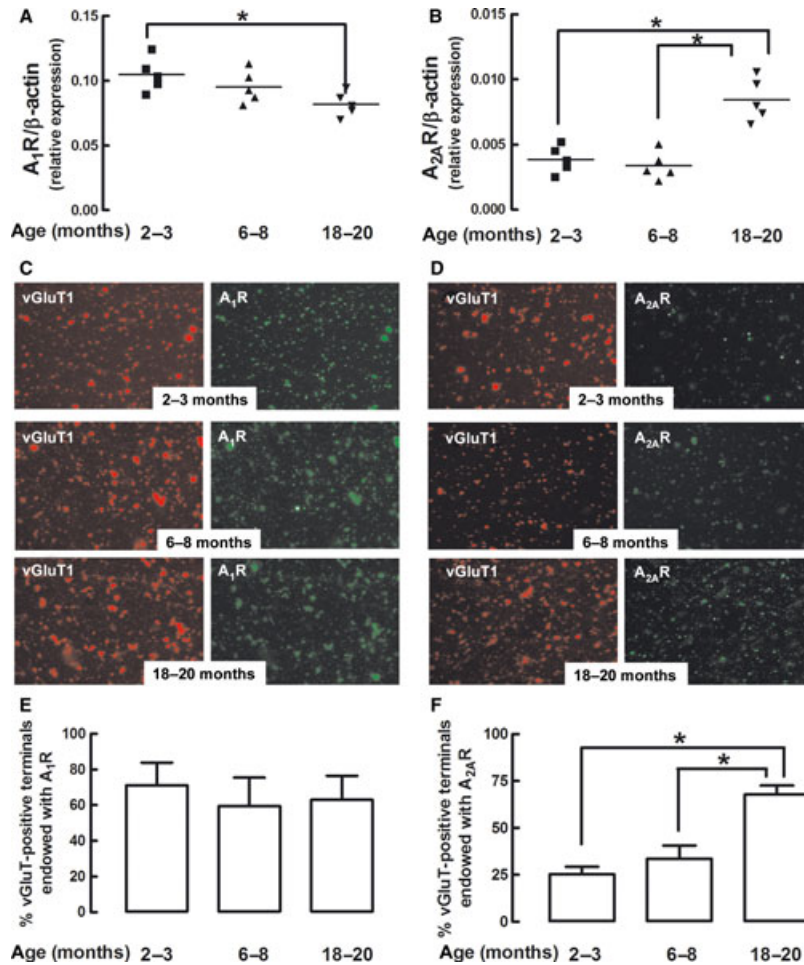 A
*
A₁R/β-actin
(relative expression)
0.15
0.10
0.05
0.00
Age (months) 2–3 6–8 18–20
B
*
*
A₂AR/β-actin
(relative expression)
0.015
0.010
0.005
0.000
Age (months) 2–3 6–8 18–20
C
vGluT1 A₁R
2–3 months
vGluT1 A₁R
6–8 months
vGluT1 A₁R
18–20 months
D
vGluT1 A₂AR
2–3 months
vGluT1 A₂AR
6–8 months
vGluT1 A₂AR
18–20 months
E
% vGluT-positive terminals
endowed with A₁R
100
80
60
40
20
0
Age (months) 2–3 6–8 18–20
F
*
*
% vGluT-positive terminals
endowed with A₂AR
100
75
50
25
0
Age (months) 2–3 6–8 18–20